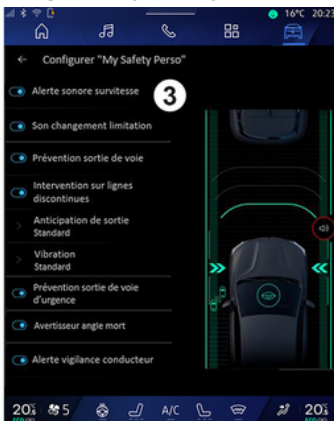 16°C 20:23
Configurer "My Safety Perso"
Alerte sonore survitesse
3
Son changement limitation
Prévention sortie de voie
Intervention sur lignes
discontinues
Anticipation de sortie
Standard
Vibration
Standard
Prévention sortie de voie
d'urgence
Avertisseur angle mort
Alerte vigilance conducteur
20 5 A/C 20